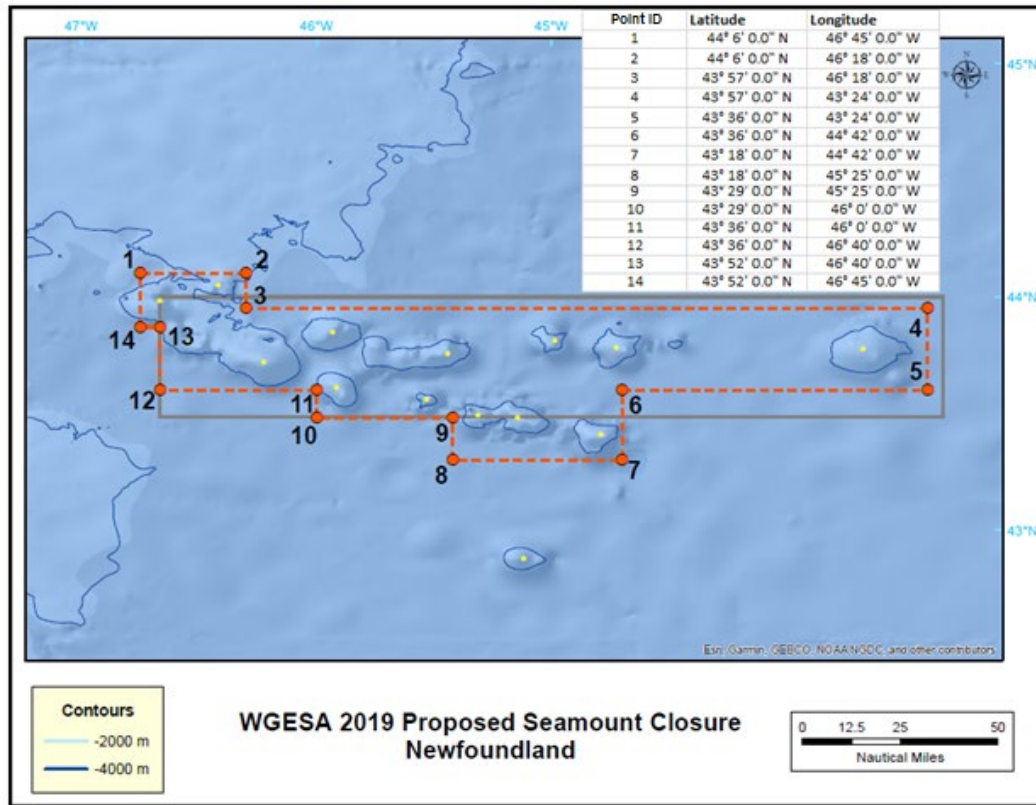 47°W 46°W 45°W
Point ID Latitude Longitude
1 44° 6' 0.0" N 46° 45' 0.0" W
2 44° 6' 0.0" N 46° 18' 0.0" W
3 43° 57' 0.0" N 46° 18' 0.0" W
4 43° 57' 0.0" N 43° 24' 0.0" W
5 43° 36' 0.0" N 43° 24' 0.0" W
6 43° 36' 0.0" N 44° 42' 0.0" W
7 43° 18' 0.0" N 44° 42' 0.0" W
8 43° 18' 0.0" N 45° 25' 0.0" W
9 43° 29' 0.0" N 45° 25' 0.0" W
10 43° 29' 0.0" N 46° 0' 0.0" W
11 43° 36' 0.0" N 46° 0' 0.0" W
12 43° 36' 0.0" N 46° 40' 0.0" W
13 43° 52' 0.0" N 46° 40' 0.0" W
14 43° 52' 0.0" N 46° 45' 0.0" W
45°N
N
W E
S
1 2
3
44°N
4
14 13
5
12 11 6
10 9
8 7
43°N
Esri, Garmin, GEBCO, NOAA NGDC, and other contributors
Contours
-2000 m
-4000 m
WGESA 2019 Proposed Seamount Closure
Newfoundland
0 12.5 25 50
Nautical Miles